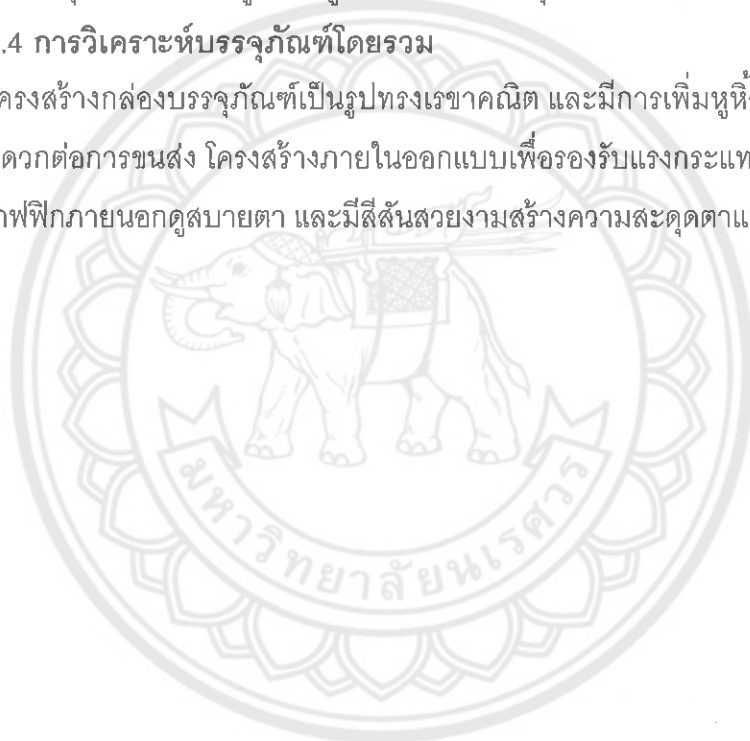 .4 การวิเคราะห์บรรจุภัณฑ์โดยรวม
ครงสร้างกล่องบรรจุภัณฑ์เป็นรูปทรงเรขาคณิต และมีการเพิ่มหูหิ้
ดวกต่อการขนส่ง โครงสร้างภายในออกแบบเพื่อรองรับแรงกระแท
าฟฟิกภายนอกดูสบายตา และมีสีสันสวยงามสร้างความสะดุดตาแ
มหาวิทยาลัยนเรศวร